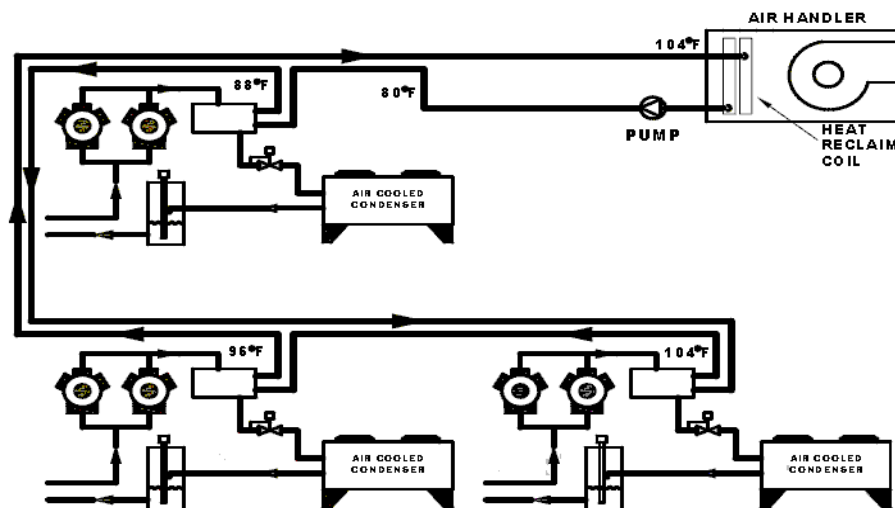 AIR HANDLER
104°F
88°F
80°F
PUMP
HEAT
RECLAIM
COIL
AIR COOLED
CONDENSER
96°F
104°F
AIR COOLED
CONDENSER
AIR COOLED
CONDENSER